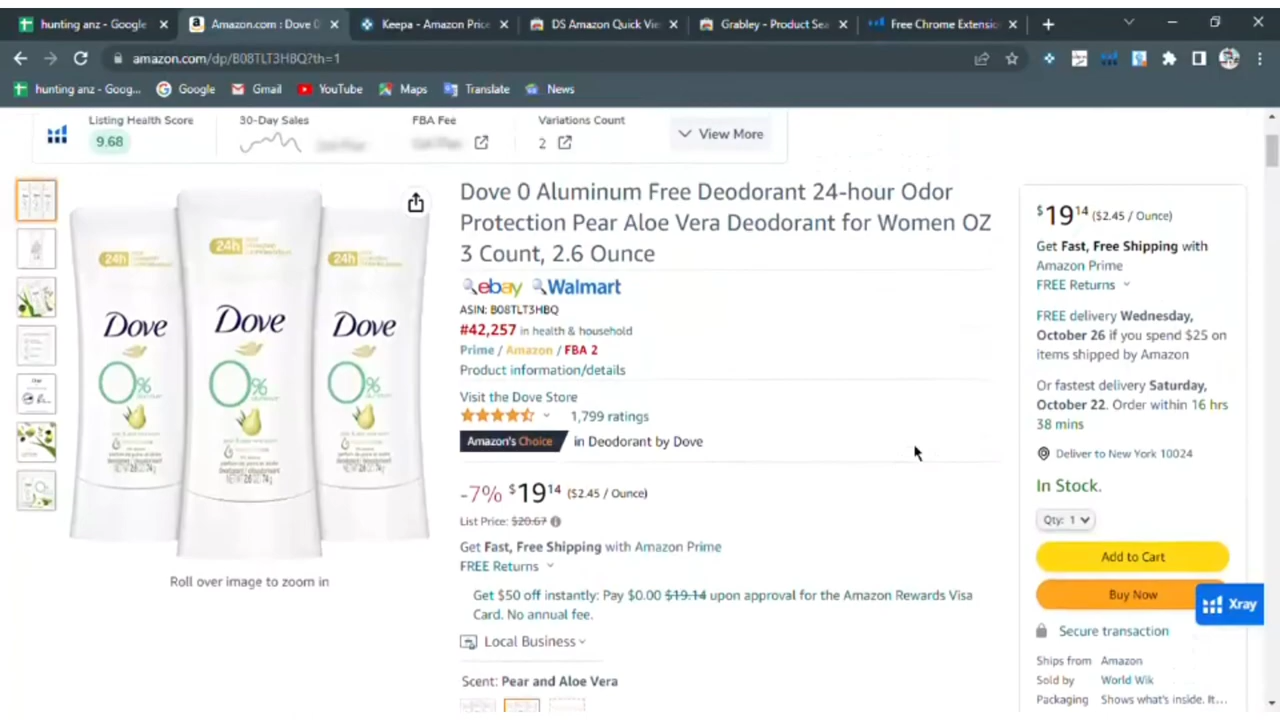 hunting anz - Google
Amazon.com : Dove 0
Keepa - Amazon Price
DS Amazon Quick Vie
Grabley - Product Sea
Free Chrome Extensio
amazon.com/dp/B08TLT3HBQ?th=1
hunting anz - Goog...
Google
Gmail
YouTube
Maps
Translate
News
Listing Health Score
30-Day Sales
FBA Fee
Variations Count
9.68
2
View More
Dove 0 Aluminum Free Deodorant 24-hour Odor
Protection Pear Aloe Vera Deodorant for Women OZ
3 Count, 2.6 Ounce
ebay Walmart
ASIN: B08TLT3HBQ
#42,257 in health & household
Prime / Amazon / FBA 2
Product information/details
Visit the Dove Store
1,799 ratings
Amazon's Choice in Deodorant by Dove
-7% $19 14 ($2.45 / Ounce)
List Price: $20.67
Get Fast, Free Shipping with Amazon Prime
FREE Returns
Get $50 off instantly: Pay $0.00 $19.14 upon approval for the Amazon Rewards Visa
Card. No annual fee.
Local Business
Scent: Pear and Aloe Vera
24h
24h
24h
Dove
Dove
Dove
0%
0%
0%
Roll over image to zoom in
$19 14 ($2.45 / Ounce)
Get Fast, Free Shipping with
Amazon Prime
FREE Returns
FREE delivery Wednesday,
October 26 if you spend $25 on
items shipped by Amazon
Or fastest delivery Saturday,
October 22. Order within 16 hrs
38 mins
Deliver to New York 10024
In Stock.
Qty: 1
Add to Cart
Buy Now
Xray
Secure transaction
Ships from Amazon
Sold by World Wik
Packaging Shows what's inside. It...